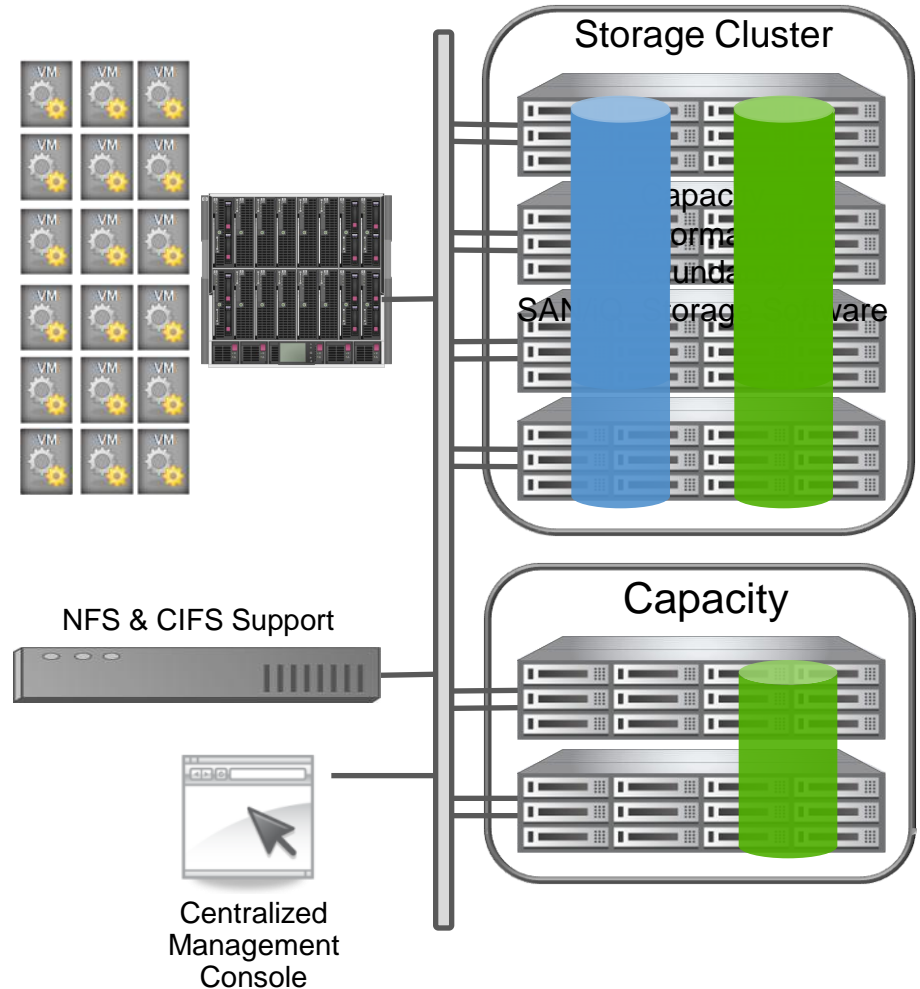 Storage Cluster
VM VM VM
VM VM VM
VM VM VM
VM VM VM
VM VM VM
VM VM VM
Capacity
NFS & CIFS Support
Centralized
Management
Console